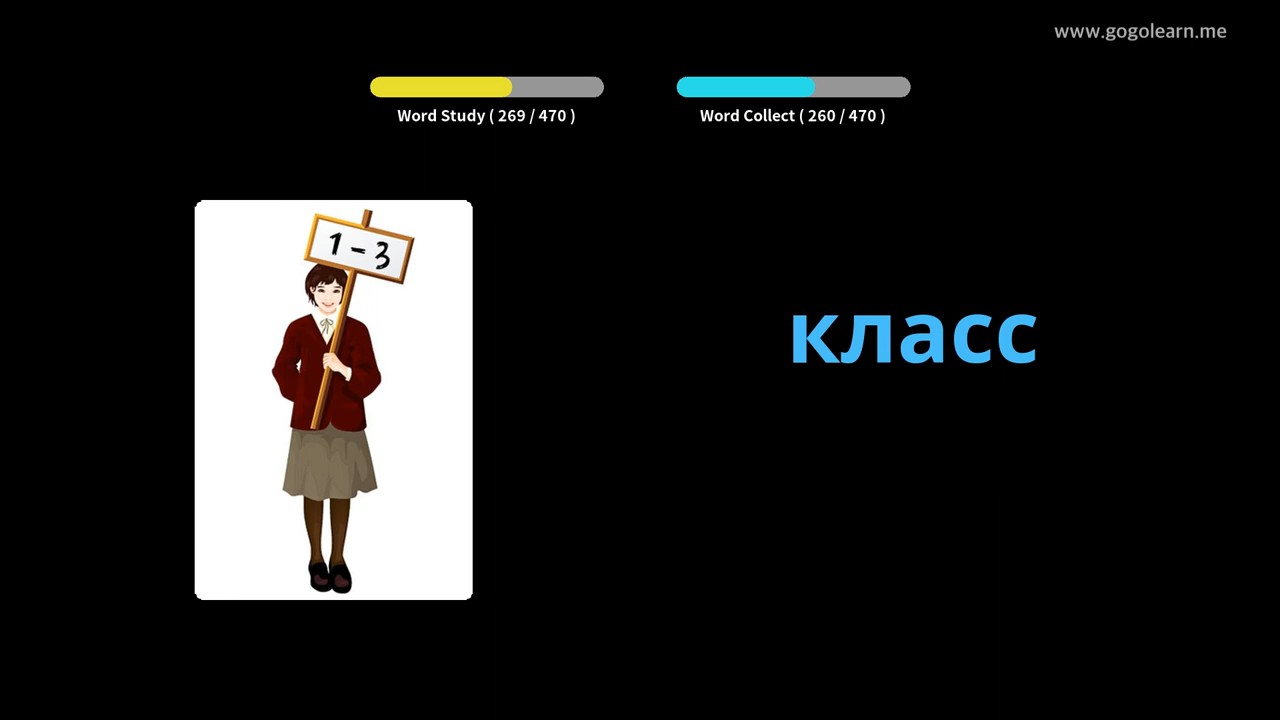 www.gogolearn.me
Word Study ( 269 / 470 )
Word Collect ( 260 / 470 )
1 - 3
класс